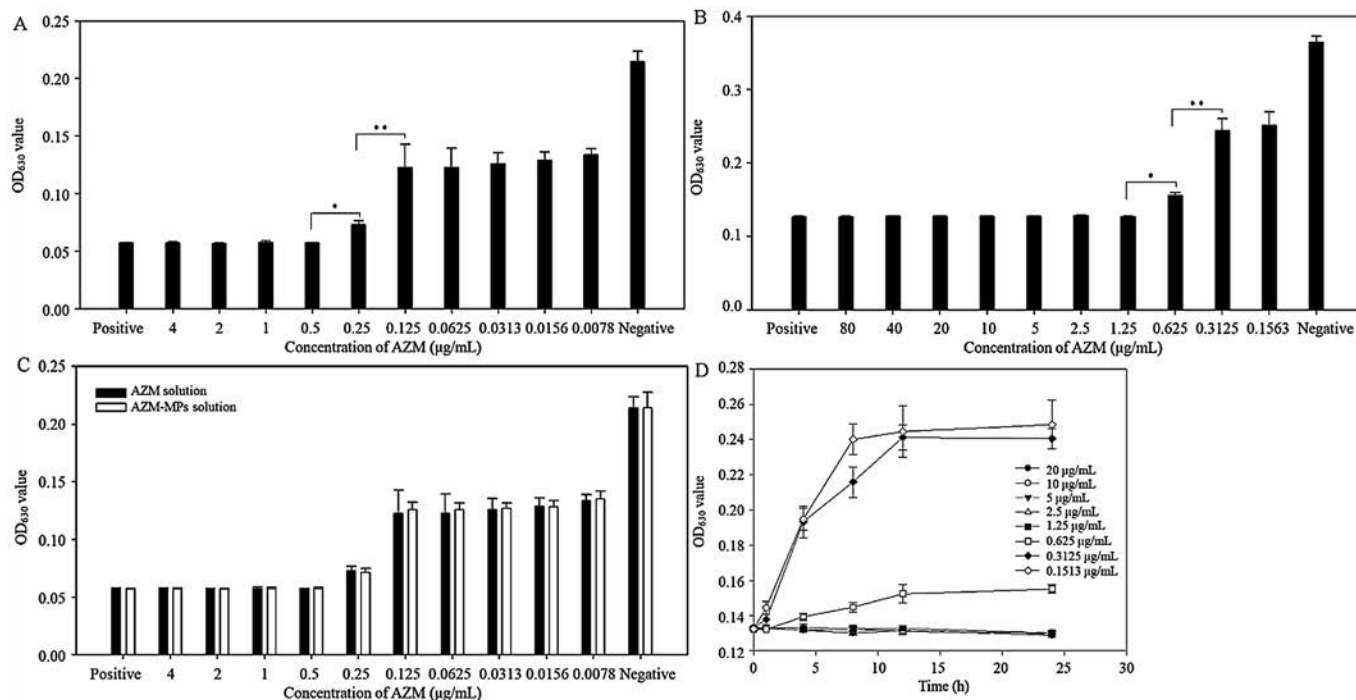 A
0.25
0.20
0.15
0.10
0.05
0.00
OD630 value
*
**
Positive 4 2 1 0.5 0.25 0.125 0.0625 0.0313 0.0156 0.0078 Negative
Concentration of AZM (μg/mL)
B
0.4
0.3
0.2
0.1
0.0
OD630 value
*
**
Positive 80 40 20 10 5 2.5 1.25 0.625 0.3125 0.1563 Negative
Concentration of AZM (μg/mL)
C
0.25
0.20
0.15
0.10
0.05
0.00
OD630 value
AZM solution
AZM-MPs solution
Positive 4 2 1 0.5 0.25 0.125 0.0625 0.0313 0.0156 0.0078 Negative
Concentration of AZM (μg/mL)
D
0.28
0.26
0.24
0.22
0.20
0.18
0.16
0.14
0.12
OD630 value
20 μg/mL
10 μg/mL
5 μg/mL
2.5 μg/mL
1.25 μg/mL
0.625 μg/mL
0.3125 μg/mL
0.1513 μg/mL
0 5 10 15 20 25 30
Time (h)